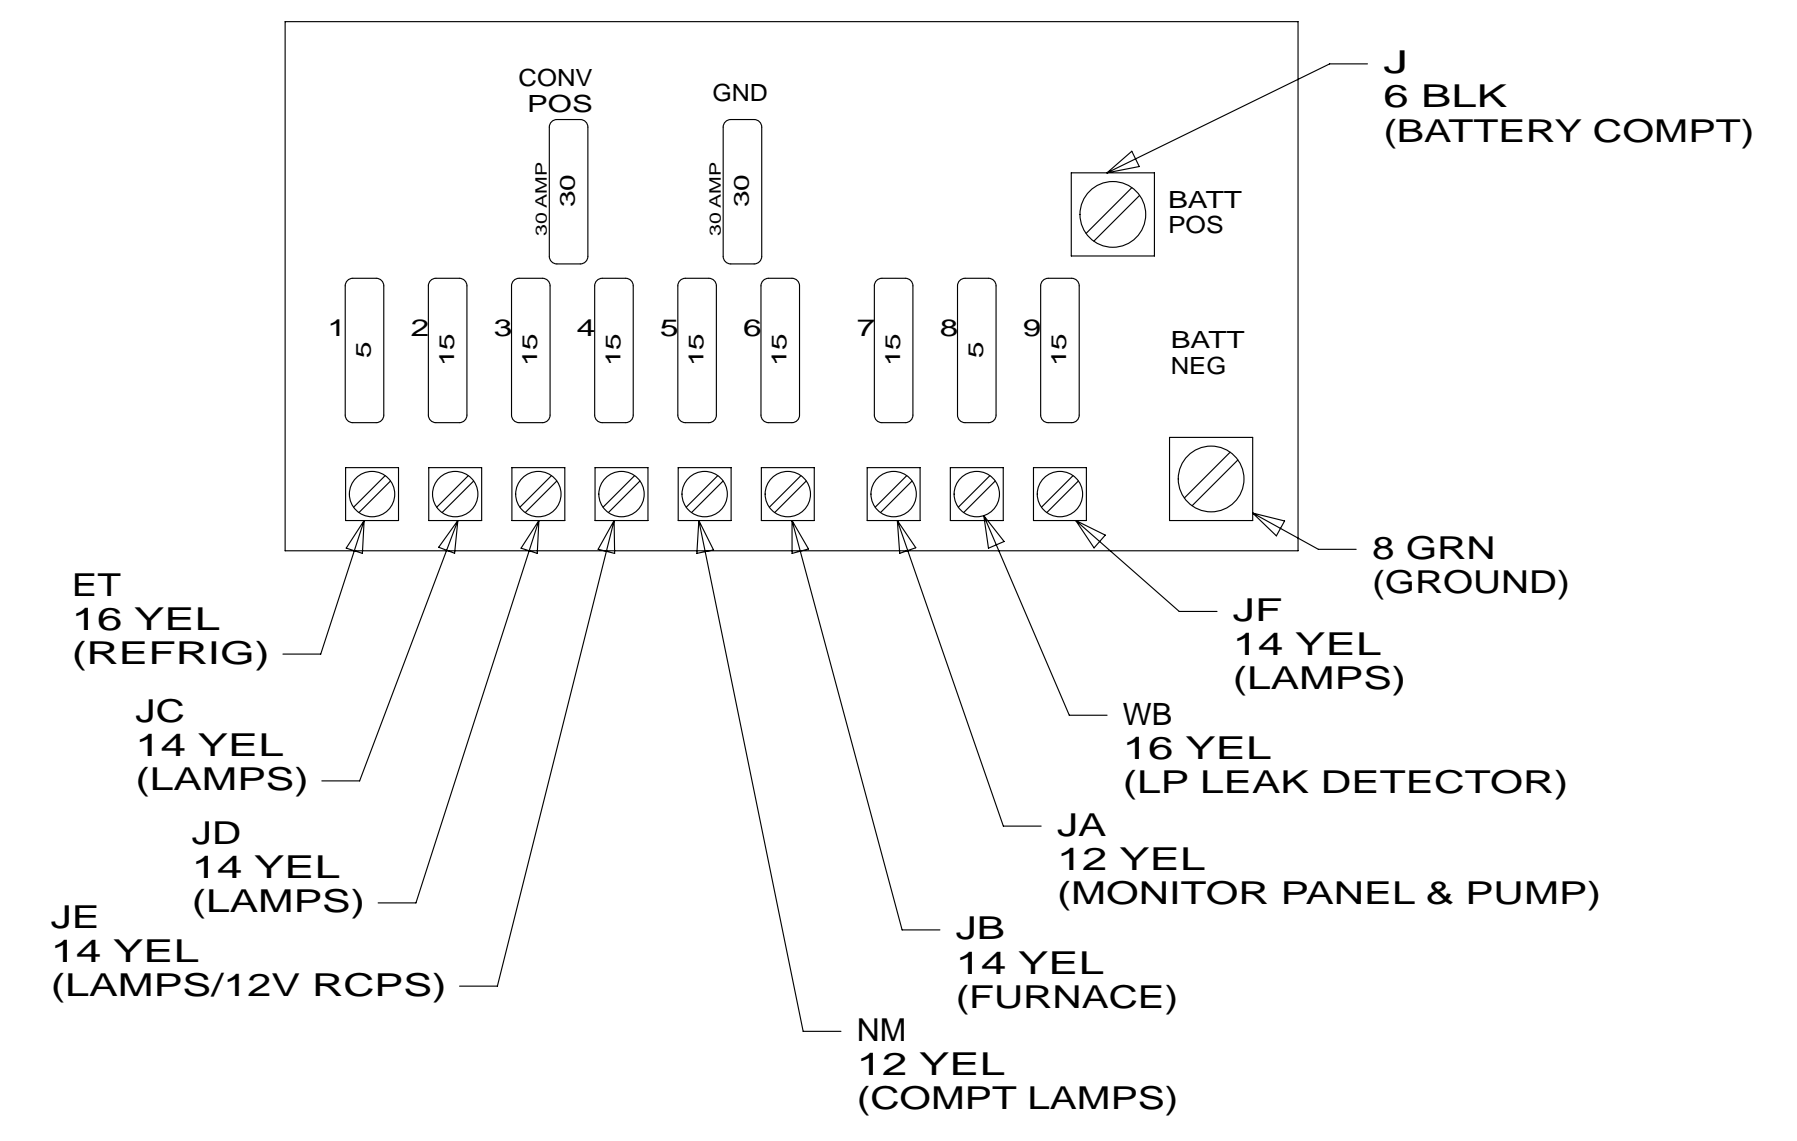 CONV
POS
GND
30 AMP
30
30 AMP
30
J
6 BLK
(BATTERY COMPT)
BATT
POS
1
5
2
15
3
15
4
15
5
15
6
15
7
15
8
5
9
15
BATT
NEG
8 GRN
(GROUND)
ET
16 YEL
(REFRIG)
JC
14 YEL
(LAMPS)
JD
14 YEL
(LAMPS)
JE
14 YEL
(LAMPS/12V RCPS)
NM
12 YEL
(COMPT LAMPS)
JB
14 YEL
(FURNACE)
JA
12 YEL
(MONITOR PANEL & PUMP)
WB
16 YEL
(LP LEAK DETECTOR)
JF
14 YEL
(LAMPS)